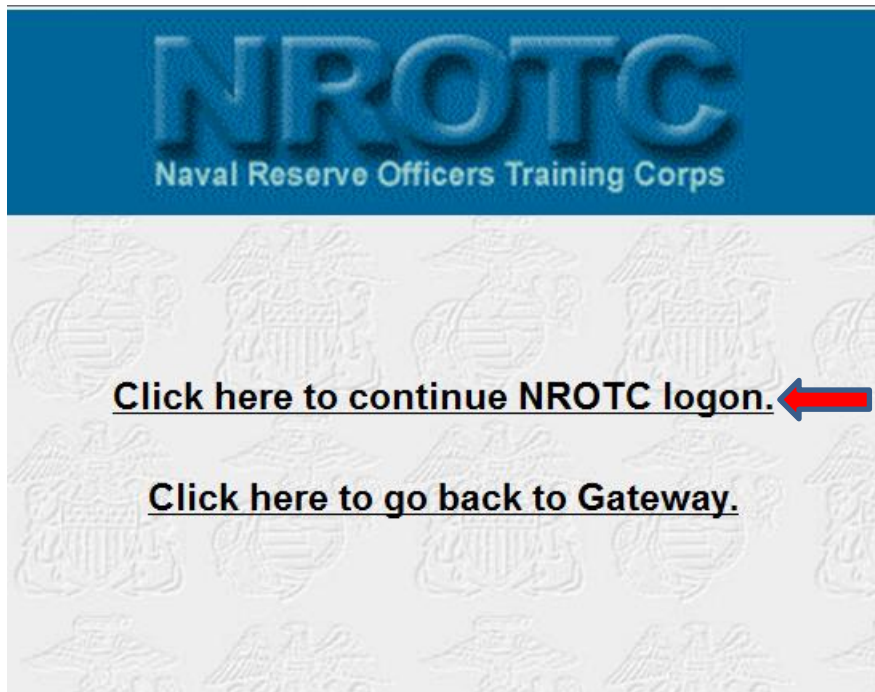 NROTC
Naval Reserve Officers Training Corps
Click here to continue NROTC logon.
Click here to go back to Gateway.